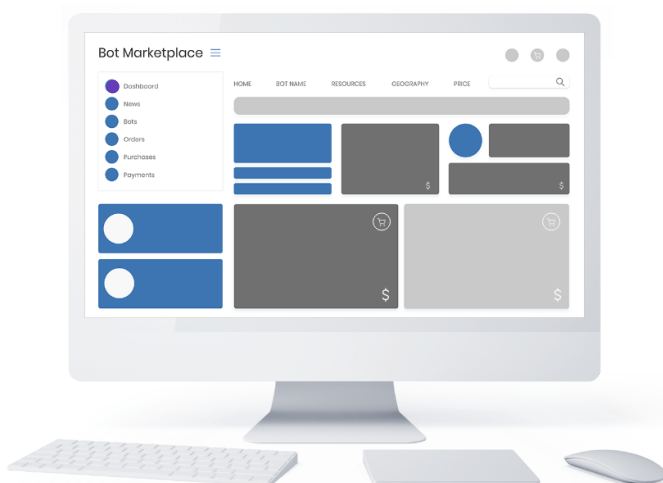 Bot Marketplace
Dashboard
News
Bots
Orders
Purchases
Payments
HOME BOT NAME RESOURCES GEOGRAPHY PRICE
$
$
$
$